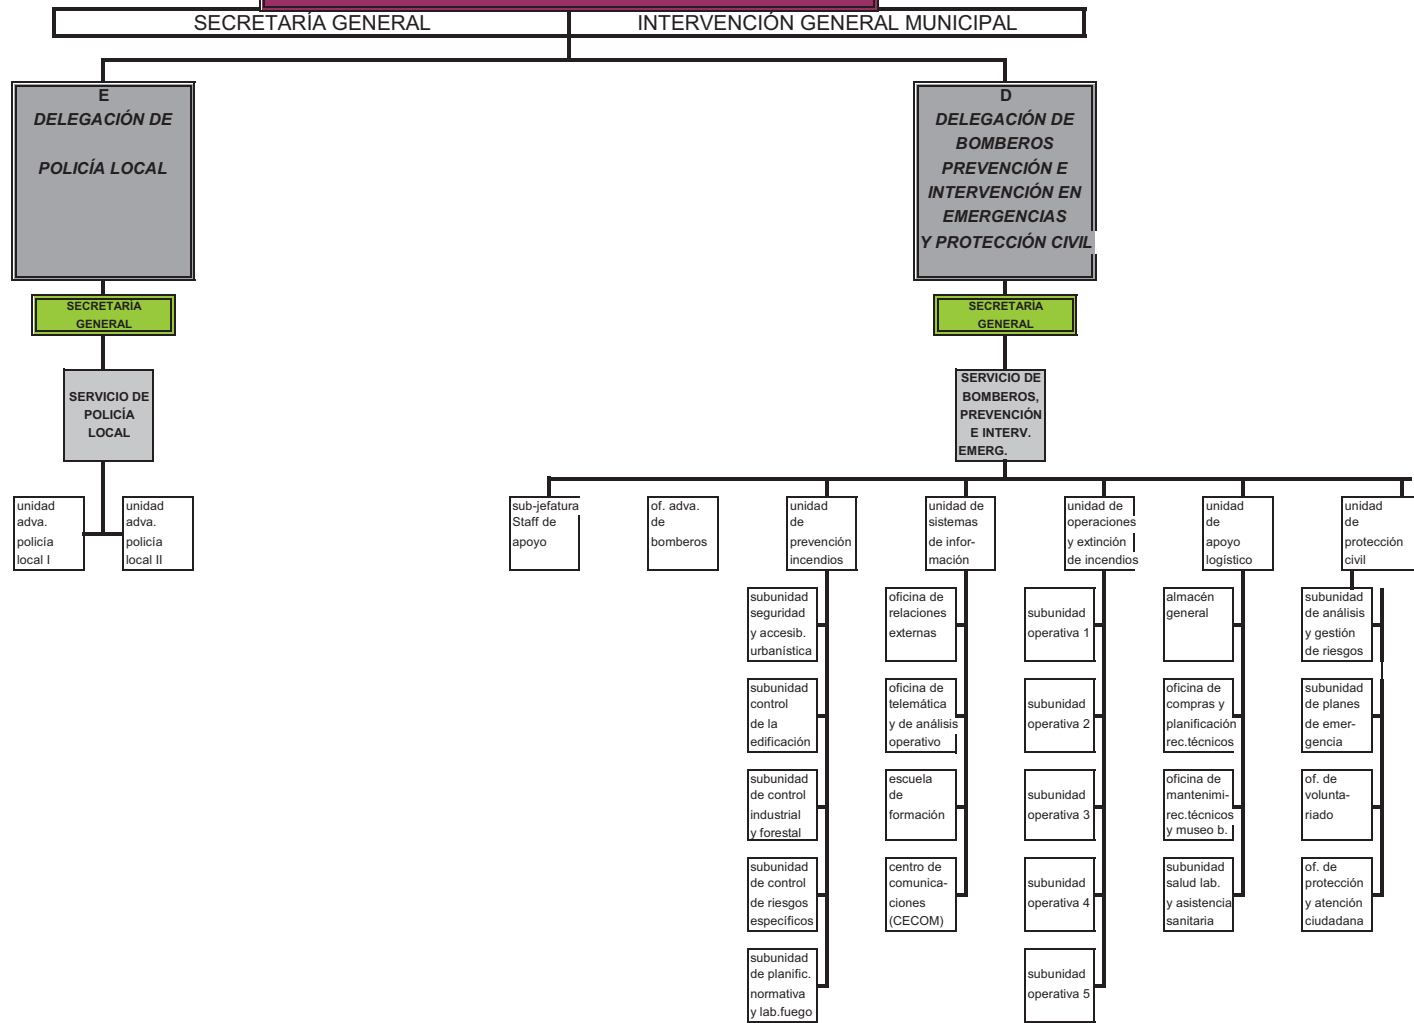 SECRETARÍA GENERAL
INTERVENCIÓN GENERAL MUNICIPAL
E
DELEGACIÓN DE
POLICÍA LOCAL
D
DELEGACIÓN DE
BOMBEROS
PREVENCIÓN E
INTERVENCIÓN EN
EMERGENCIAS
Y PROTECCIÓN CIVIL
SECRETARÍA
GENERAL
SECRETARÍA
GENERAL
SERVICIO DE
POLICÍA
LOCAL
SERVICIO DE
BOMBEROS,
PREVENCIÓN
E INTERV.
EMERG.
unidad
adva.
policía
local I
unidad
adva.
policía
local II
sub-jefatura
Staff de
apoyo
of. adva.
de
bomberos
unidad
de
prevención
incendios
unidad de
sistemas
de infor-
mación
unidad de
operaciones
y extinción
de incendios
unidad
de
apoyo
logístico
unidad
de
protección
civil
subunidad
seguridad
y accesib.
urbanística
oficina de
relaciones
externas
subunidad
operativa 1
almacén
general
subunidad
de análisis
y gestión
de riesgos
subunidad
control
de la
edificación
oficina de
telemática
y de análisis
operativo
subunidad
operativa 2
oficina de
compras y
planificación
rec.técnicos
subunidad
de planes
de emer-
gencia
subunidad
de control
industrial
y forestal
escuela
de
formación
subunidad
operativa 3
oficina de
mantenimi-
rec.técnicos
y museo b.
of. de
volunta-
riado
subunidad
de control
de riesgos
específicos
centro de
comunica-
ciones
(CECOM)
subunidad
operativa 4
subunidad
salud lab.
y asistencia
sanitaria
of. de
protección
y atención
ciudadana
subunidad
de planific.
normativa
y lab.fuego
subunidad
operativa 5